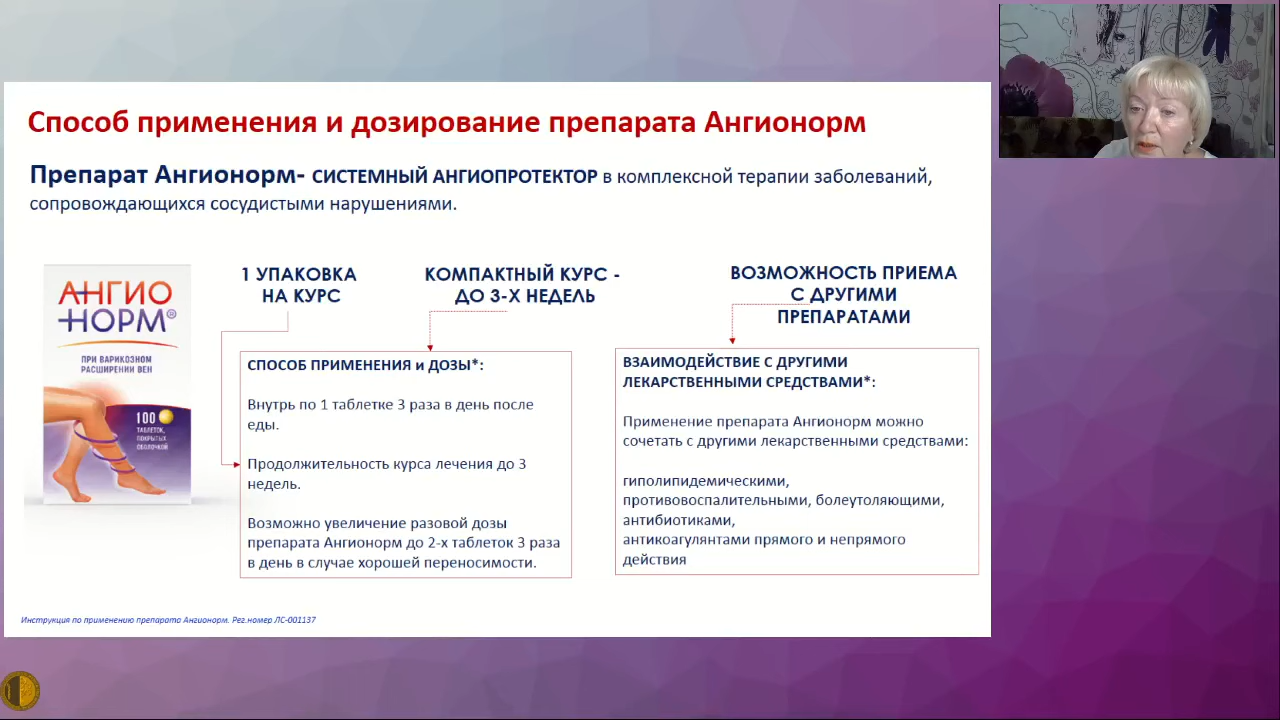 Способ применения и дозирование препарата Ангионорм
Препарат Ангионорм- СИСТЕМНЫЙ АНГИОПРОТЕКТОР в комплексной терапии заболеваний,
сопровождающихся сосудистыми нарушениями.
АНГИО
НОРМ®
ПРИ ВАРИКОЗНОМ
РАСШИРЕНИИ ВЕН
100
ТАБЛЕТОК,
ПОКРЫТЫХ
ОБОЛОЧКОЙ
1 УПАКОВКА
НА КУРС
КОМПАКТНЫЙ КУРС -
ДО 3-Х НЕДЕЛЬ
СПОСОБ ПРИМЕНЕНИЯ и ДОЗЫ*:
Внутрь по 1 таблетке 3 раза в день после
еды.
Продолжительность курса лечения до 3
недель.
Возможно увеличение разовой дозы
препарата Ангионорм до 2-х таблеток 3 раза
в день в случае хорошей переносимости.
ВОЗМОЖНОСТЬ ПРИЕМА
С ДРУГИМИ
ПРЕПАРАТАМИ
ВЗАИМОДЕЙСТВИЕ С ДРУГИМИ
ЛЕКАРСТВЕННЫМИ СРЕДСТВАМИ*:
Применение препарата Ангионорм можно
сочетать с другими лекарственными средствами:
гиполипидемическими,
противовоспалительными, болеутоляющими,
антибиотиками,
антикоагулянтами прямого и непрямого
действия
Инструкция по применению препарата Ангионорм. Рег.номер ЛС-001137